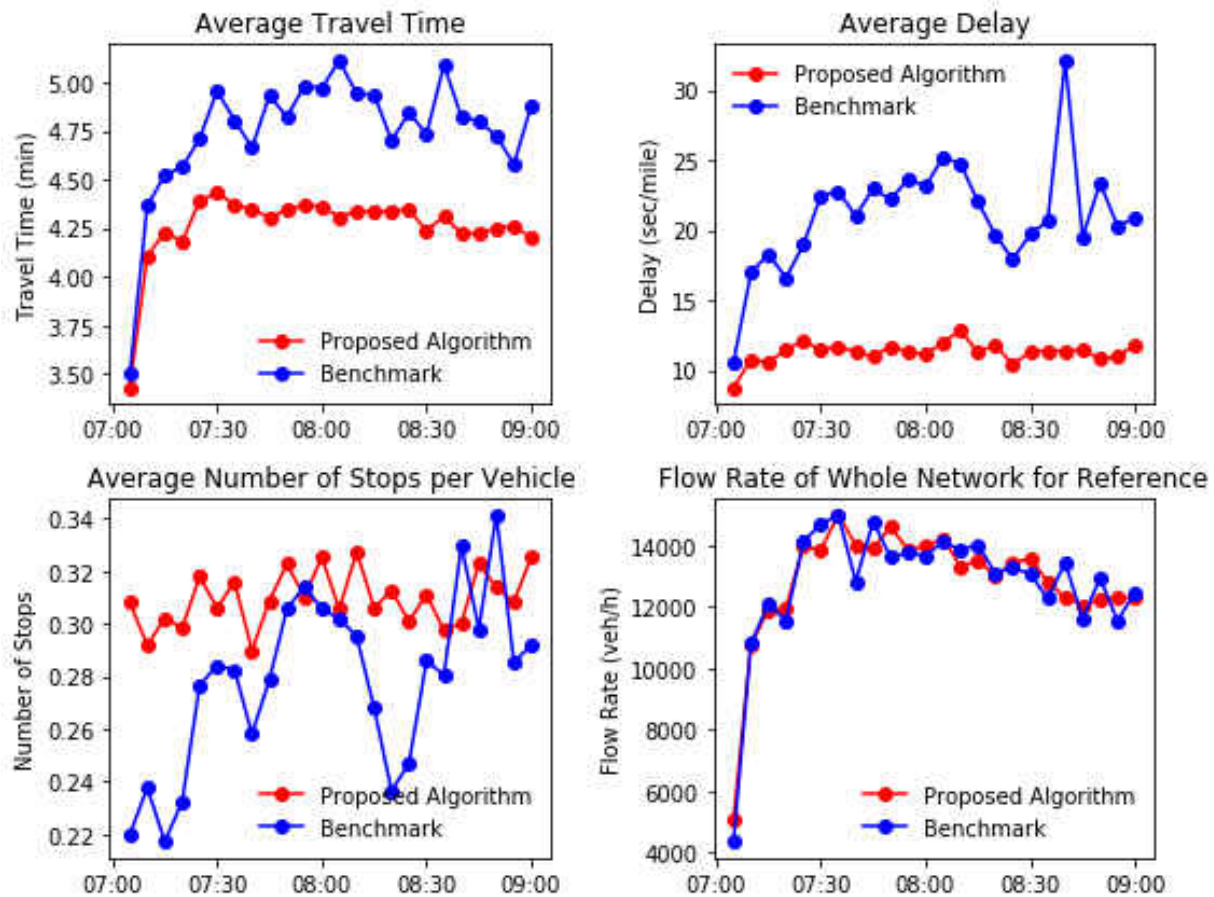 Average Travel Time
Travel Time (min)
5.00
4.75
4.50
4.25
4.00
3.75
3.50
Proposed Algorithm
Benchmark
07:00 07:30 08:00 08:30 09:00
Average Delay
Delay (sec/mile)
30
25
20
15
10
Proposed Algorithm
Benchmark
07:00 07:30 08:00 08:30 09:00
Average Number of Stops per Vehicle
Number of Stops
0.34
0.32
0.30
0.28
0.26
0.24
0.22
Proposed Algorithm
Benchmark
07:00 07:30 08:00 08:30 09:00
Flow Rate of Whole Network for Reference
Flow Rate (veh/h)
14000
12000
10000
8000
6000
4000
Proposed Algorithm
Benchmark
07:00 07:30 08:00 08:30 09:00